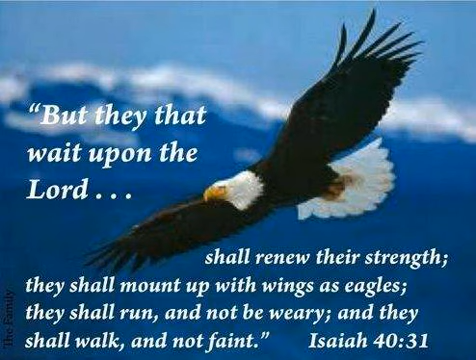 “But they that
wait upon the
Lord . . .
shall renew their strength;
they shall mount up with wings as eagles;
they shall run, and not be weary; and they
shall walk, and not faint.” Isaiah 40:31
The Family